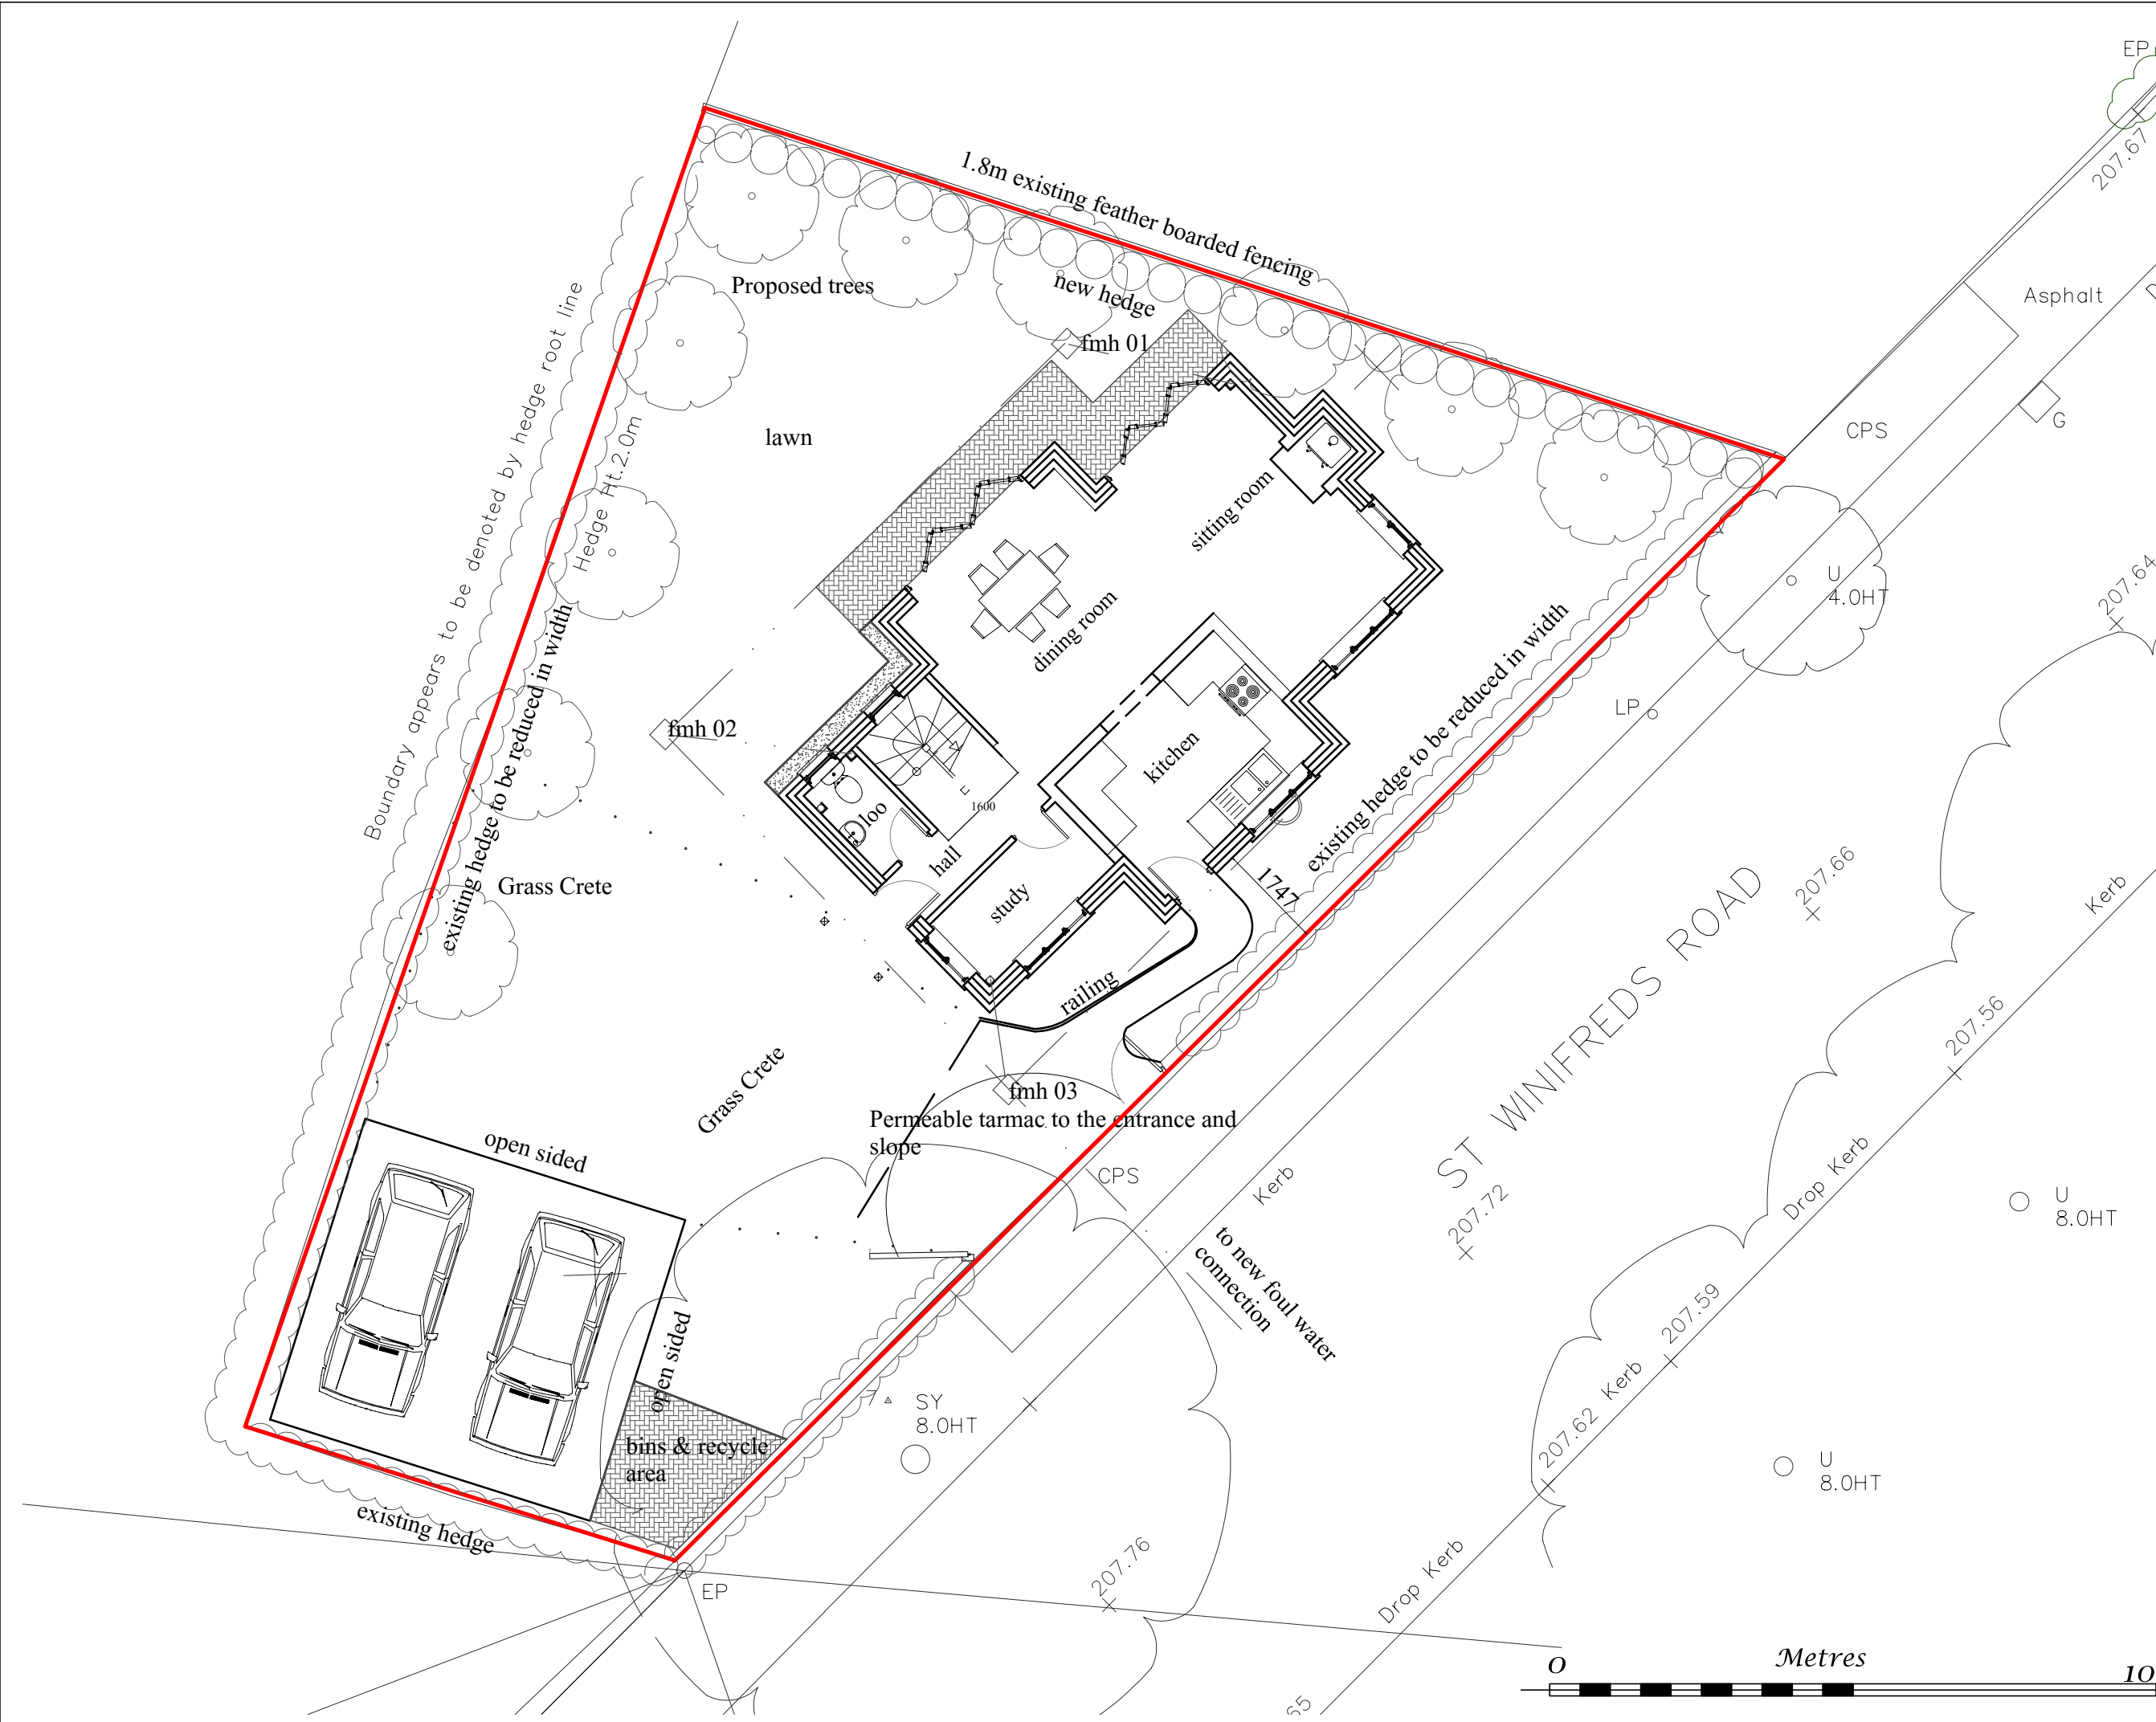 EP
207.67
1.8m existing feather boarded fencing
Proposed trees
new hedge
Asphalt
fmh 01
Boundary appears to be denoted by hedge root line
Hedge Ht.2.0m
lawn
CPS
G
sitting room
U
4.0HT
207.64
dining room
existing hedge to be reduced in width
existing hedge to be reduced in width
LP
fmh 02
kitchen
1600
loo
hall
Grass Crete
study
1747
ST WINIFREDS ROAD
207.66
Kerb
railing
207.56
Grass Crete
fmh 03
Permeable tarmac to the entrance and
slope
open sided
CPS
Kerb
Drop Kerb
207.72
U
8.0HT
to new foul water
connection
207.59
open sided
SY
8.0HT
207.62
Kerb
bins & recycle
area
U
8.0HT
existing hedge
EP
207.76
Drop Kerb
Metres
0
10
65